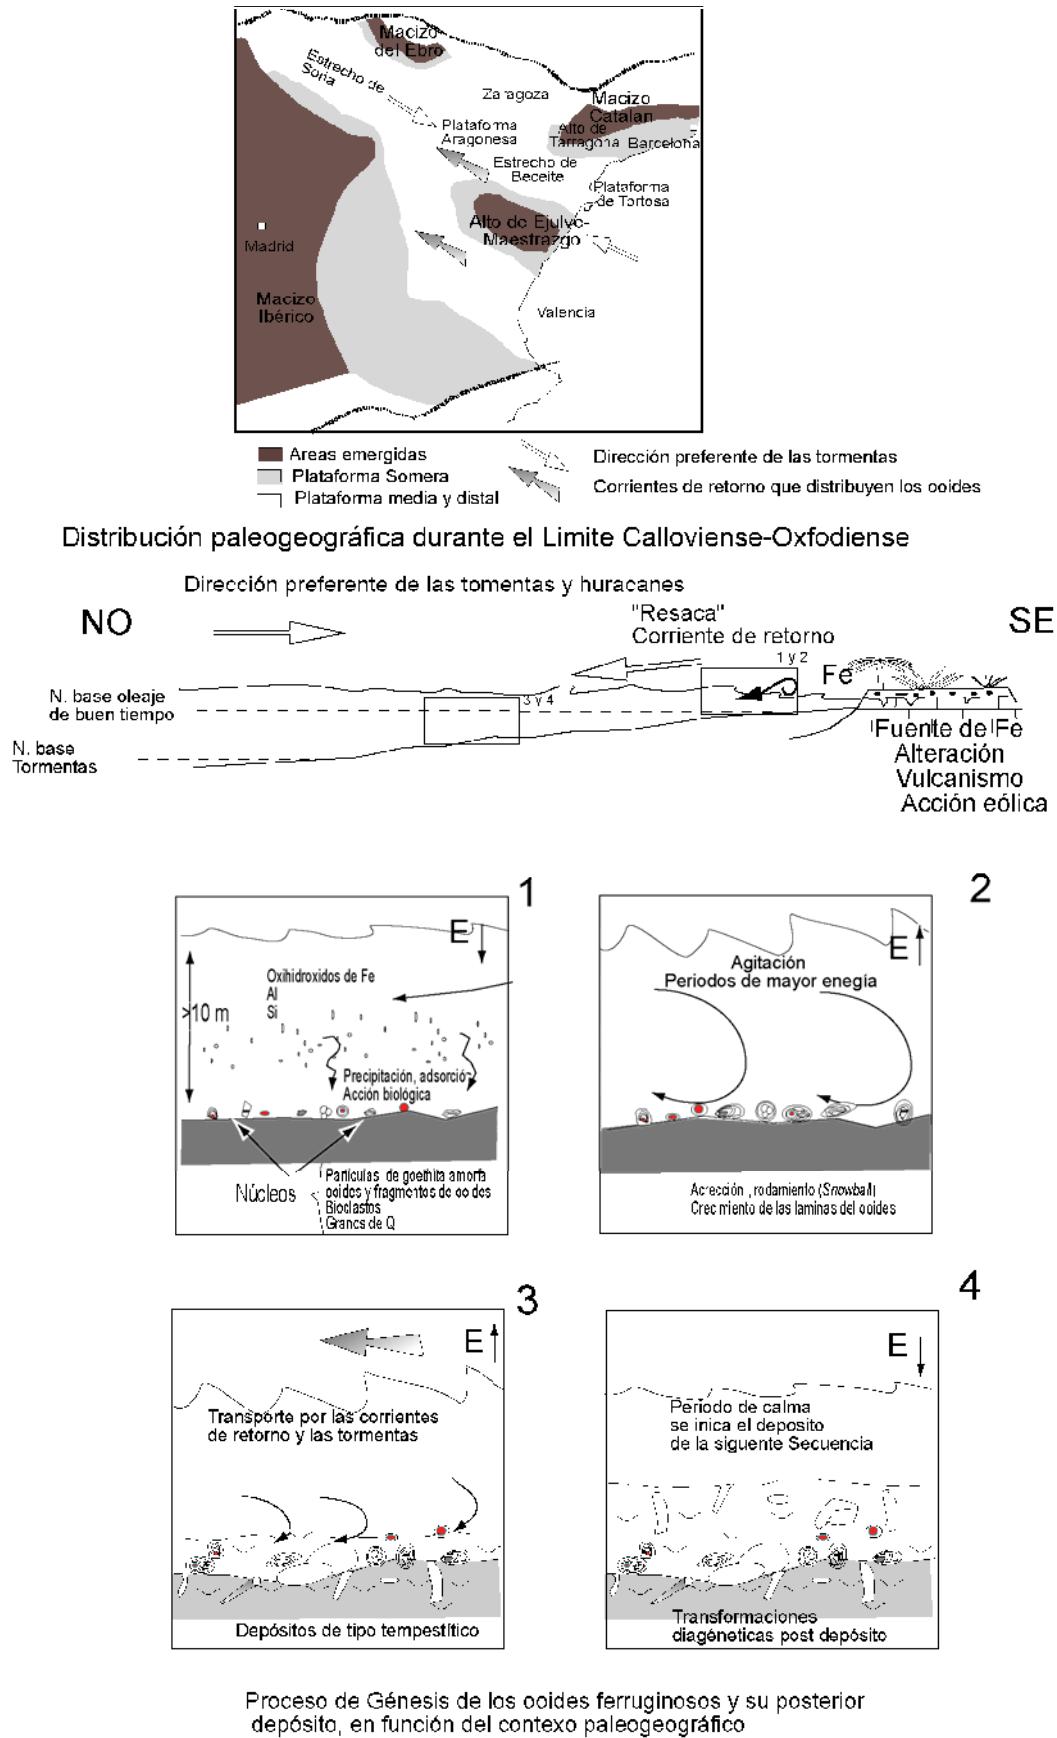 Macizo
del Ebro
Estrecho de
Soria
Zaragoza
Macizo
Catalan
Plataforma
Aragonesa
Alto de
Tarragona
Barcelona
Estrecho de
Beceite
Plataforma
de Tortosa
Alto de Ejulve-
Maestrazgo
Madrid
Macizo
Ibérico
Valencia
Areas emergidas
Plataforma Somera
Plataforma media y distal
Dirección preferente de las tormentas
Corrientes de retorno que distribuyen los ooides
Distribución paleogeográfica durante el Limite Calloviense-Oxfodiense
Dirección preferente de las tomentas y huracanes
NO
"Resaca"
Corriente de retorno
SE
1 y 2
Fe
N. base oleaje
de buen tiempo
3 y 4
N. base
Tormentas
Fuente de Fe
Alteración
Vulcanismo
Acción eólica
1
E
Oxihidroxidos de Fe
Al
Si
>10 m
Precipitación, adsorció
Acción biológica
Núcleos
Partículas de goethita amorfa
ooides y fragmentos de ooides
Bioclastos
Granos de Q
2
E
Agitación
Periodos de mayor enegía
Acrección , rodamiento (Snowball)
Crecmiento de las laminas del ooides
3
E
Transporte por las corrientes
de retorno y las tormentas
Depósitos de tipo tempestítico
4
E
Periodo de calma
se inica el deposito
de la siguente Secuencia
Transformaciones
diagéneticas post depósito
Proceso de Génesis de los ooides ferruginosos y su posterior
depósito, en función del contexo paleogeográfico